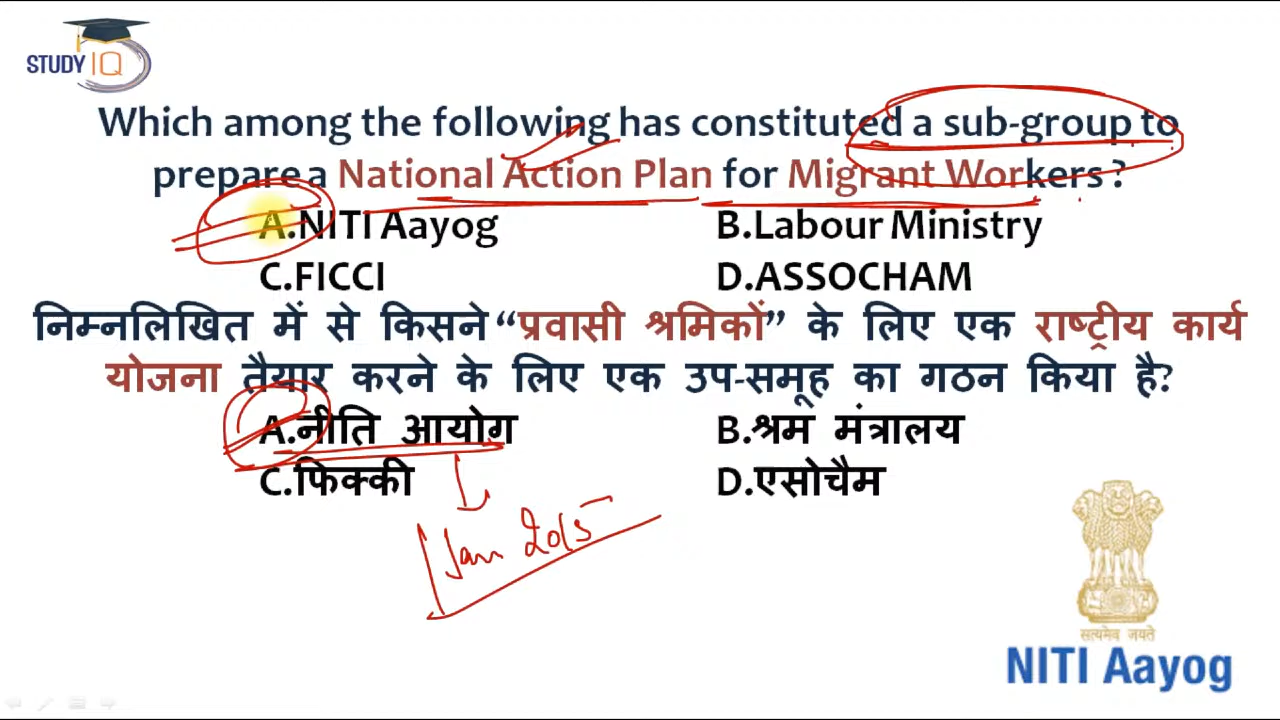 STUDY IQ
Which among the following has constituted a sub-group to
prepare a National Action Plan for Migrant Workers ?
A.NITI Aayog B.Labour Ministry
C.FICCI D.ASSOCHAM
निम्नलिखित में से किसने “प्रवासी श्रमिकों” के लिए एक राष्ट्रीय कार्य
योजना तैयार करने के लिए एक उप-समूह का गठन किया है?
A.नीति आयोग B.श्रम मंत्रालय
C.फिक्की D.एसोचैम
Jan 2015
सत्यमेव जयते
NITI Aayog